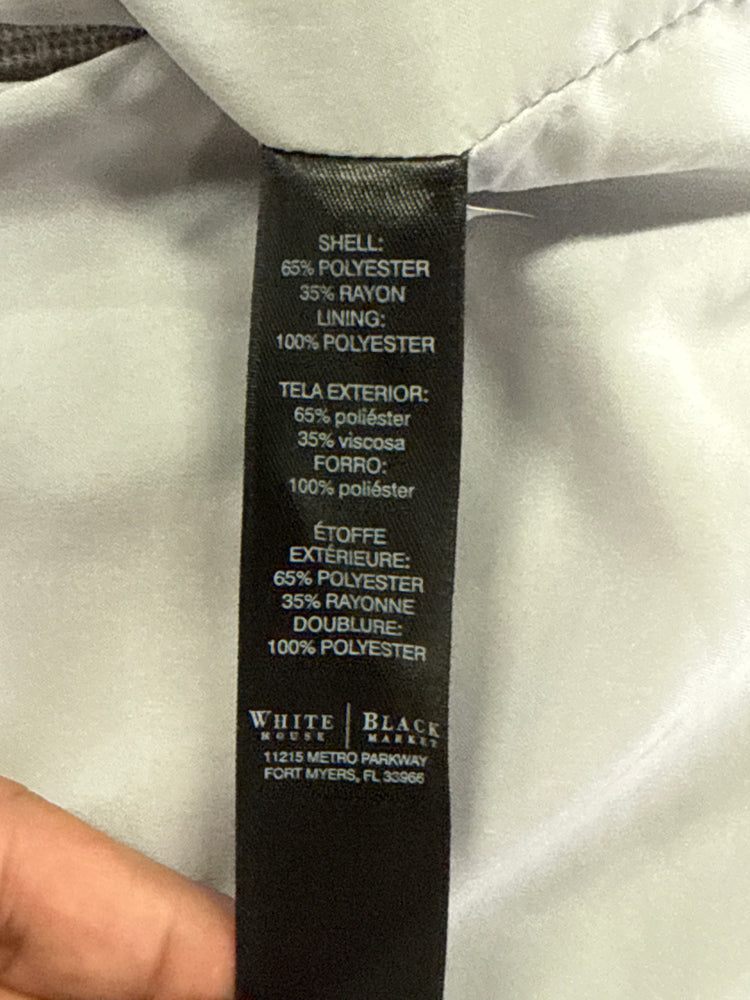 SHELL:
65% POLYESTER
35% RAYON
LINING:
100% POLYESTER
TELA EXTERIOR:
65% poliéster
35% viscosa
FORRO:
100% poliéster
ÉTOFFE
EXTÉRIEURE:
65% POLYESTER
35% RAYONNE
DOUBLURE:
100% POLYESTER
WHITE | BLACK
HOUSE MARKET
11215 METRO PARKWAY
FORT MYERS, FL 33966